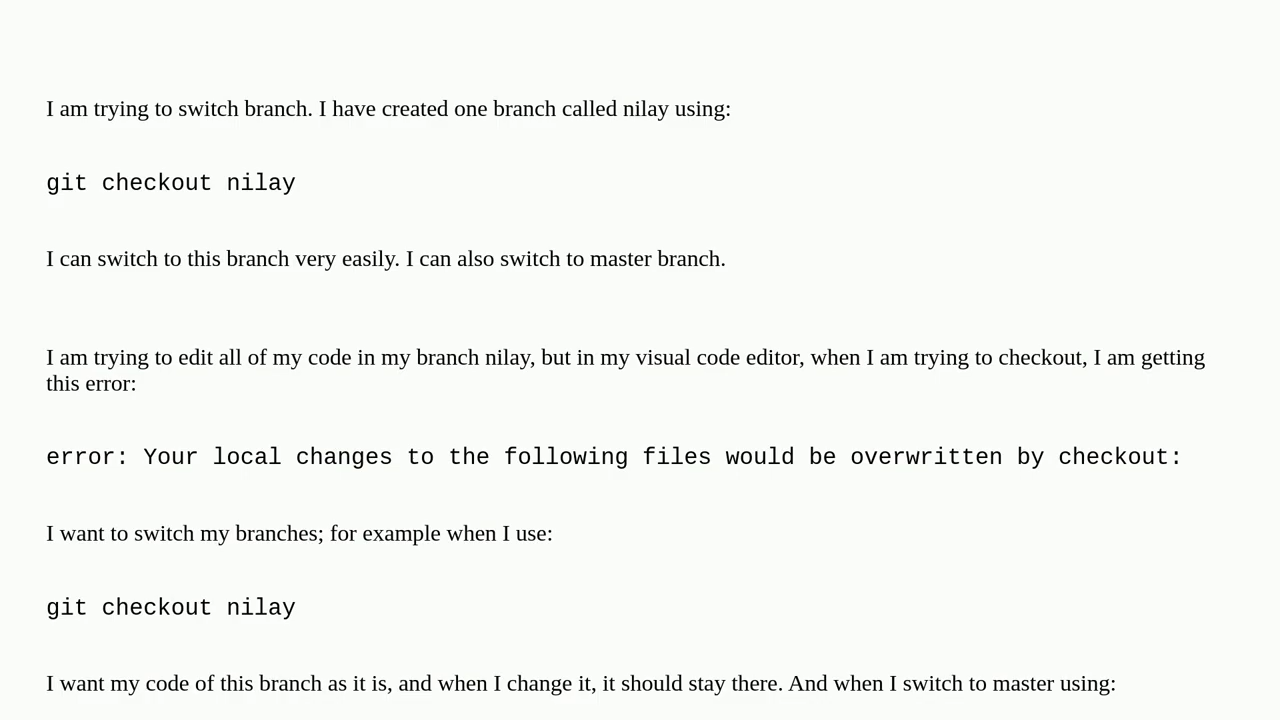 I am trying to switch branch. I have created one branch called nilay using:
git checkout nilay
I can switch to this branch very easily. I can also switch to master branch.
I am trying to edit all of my code in my branch nilay, but in my visual code editor, when I am trying to checkout, I am getting
this error:
error: Your local changes to the following files would be overwritten by checkout:
I want to switch my branches; for example when I use:
git checkout nilay
I want my code of this branch as it is, and when I change it, it should stay there. And when I switch to master using: